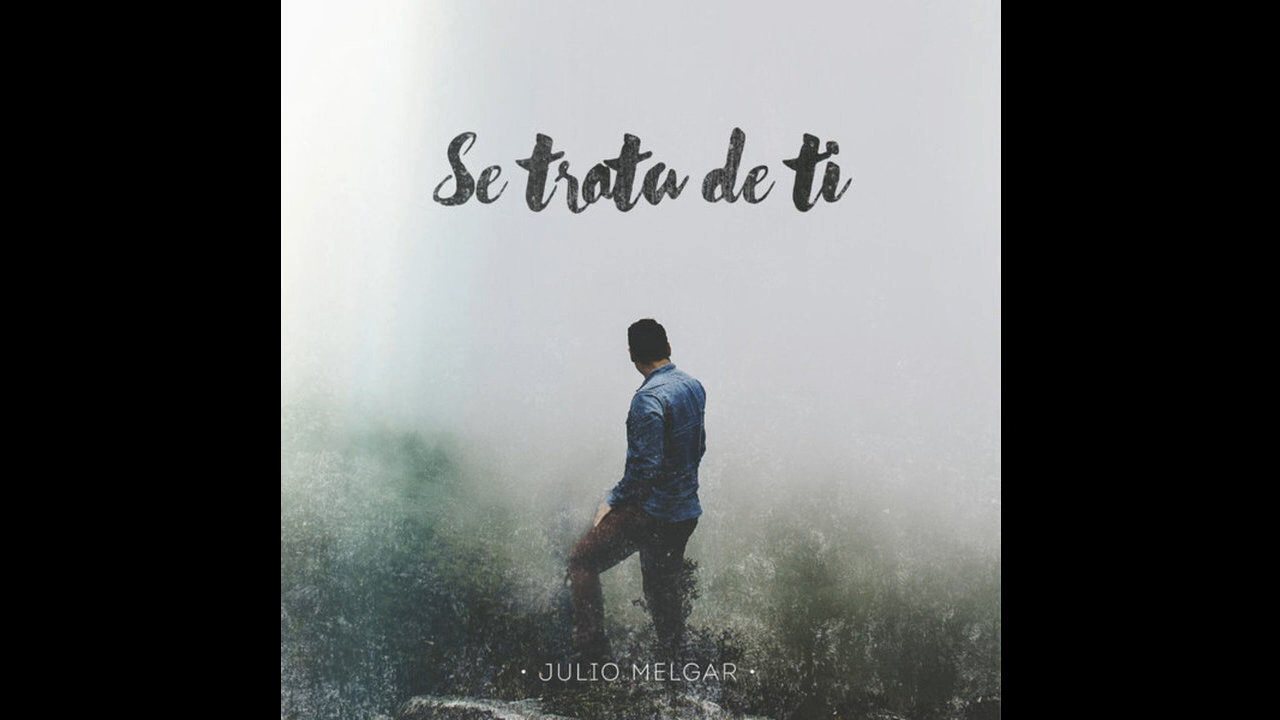 Se trata de ti
• JULIO MELGAR •